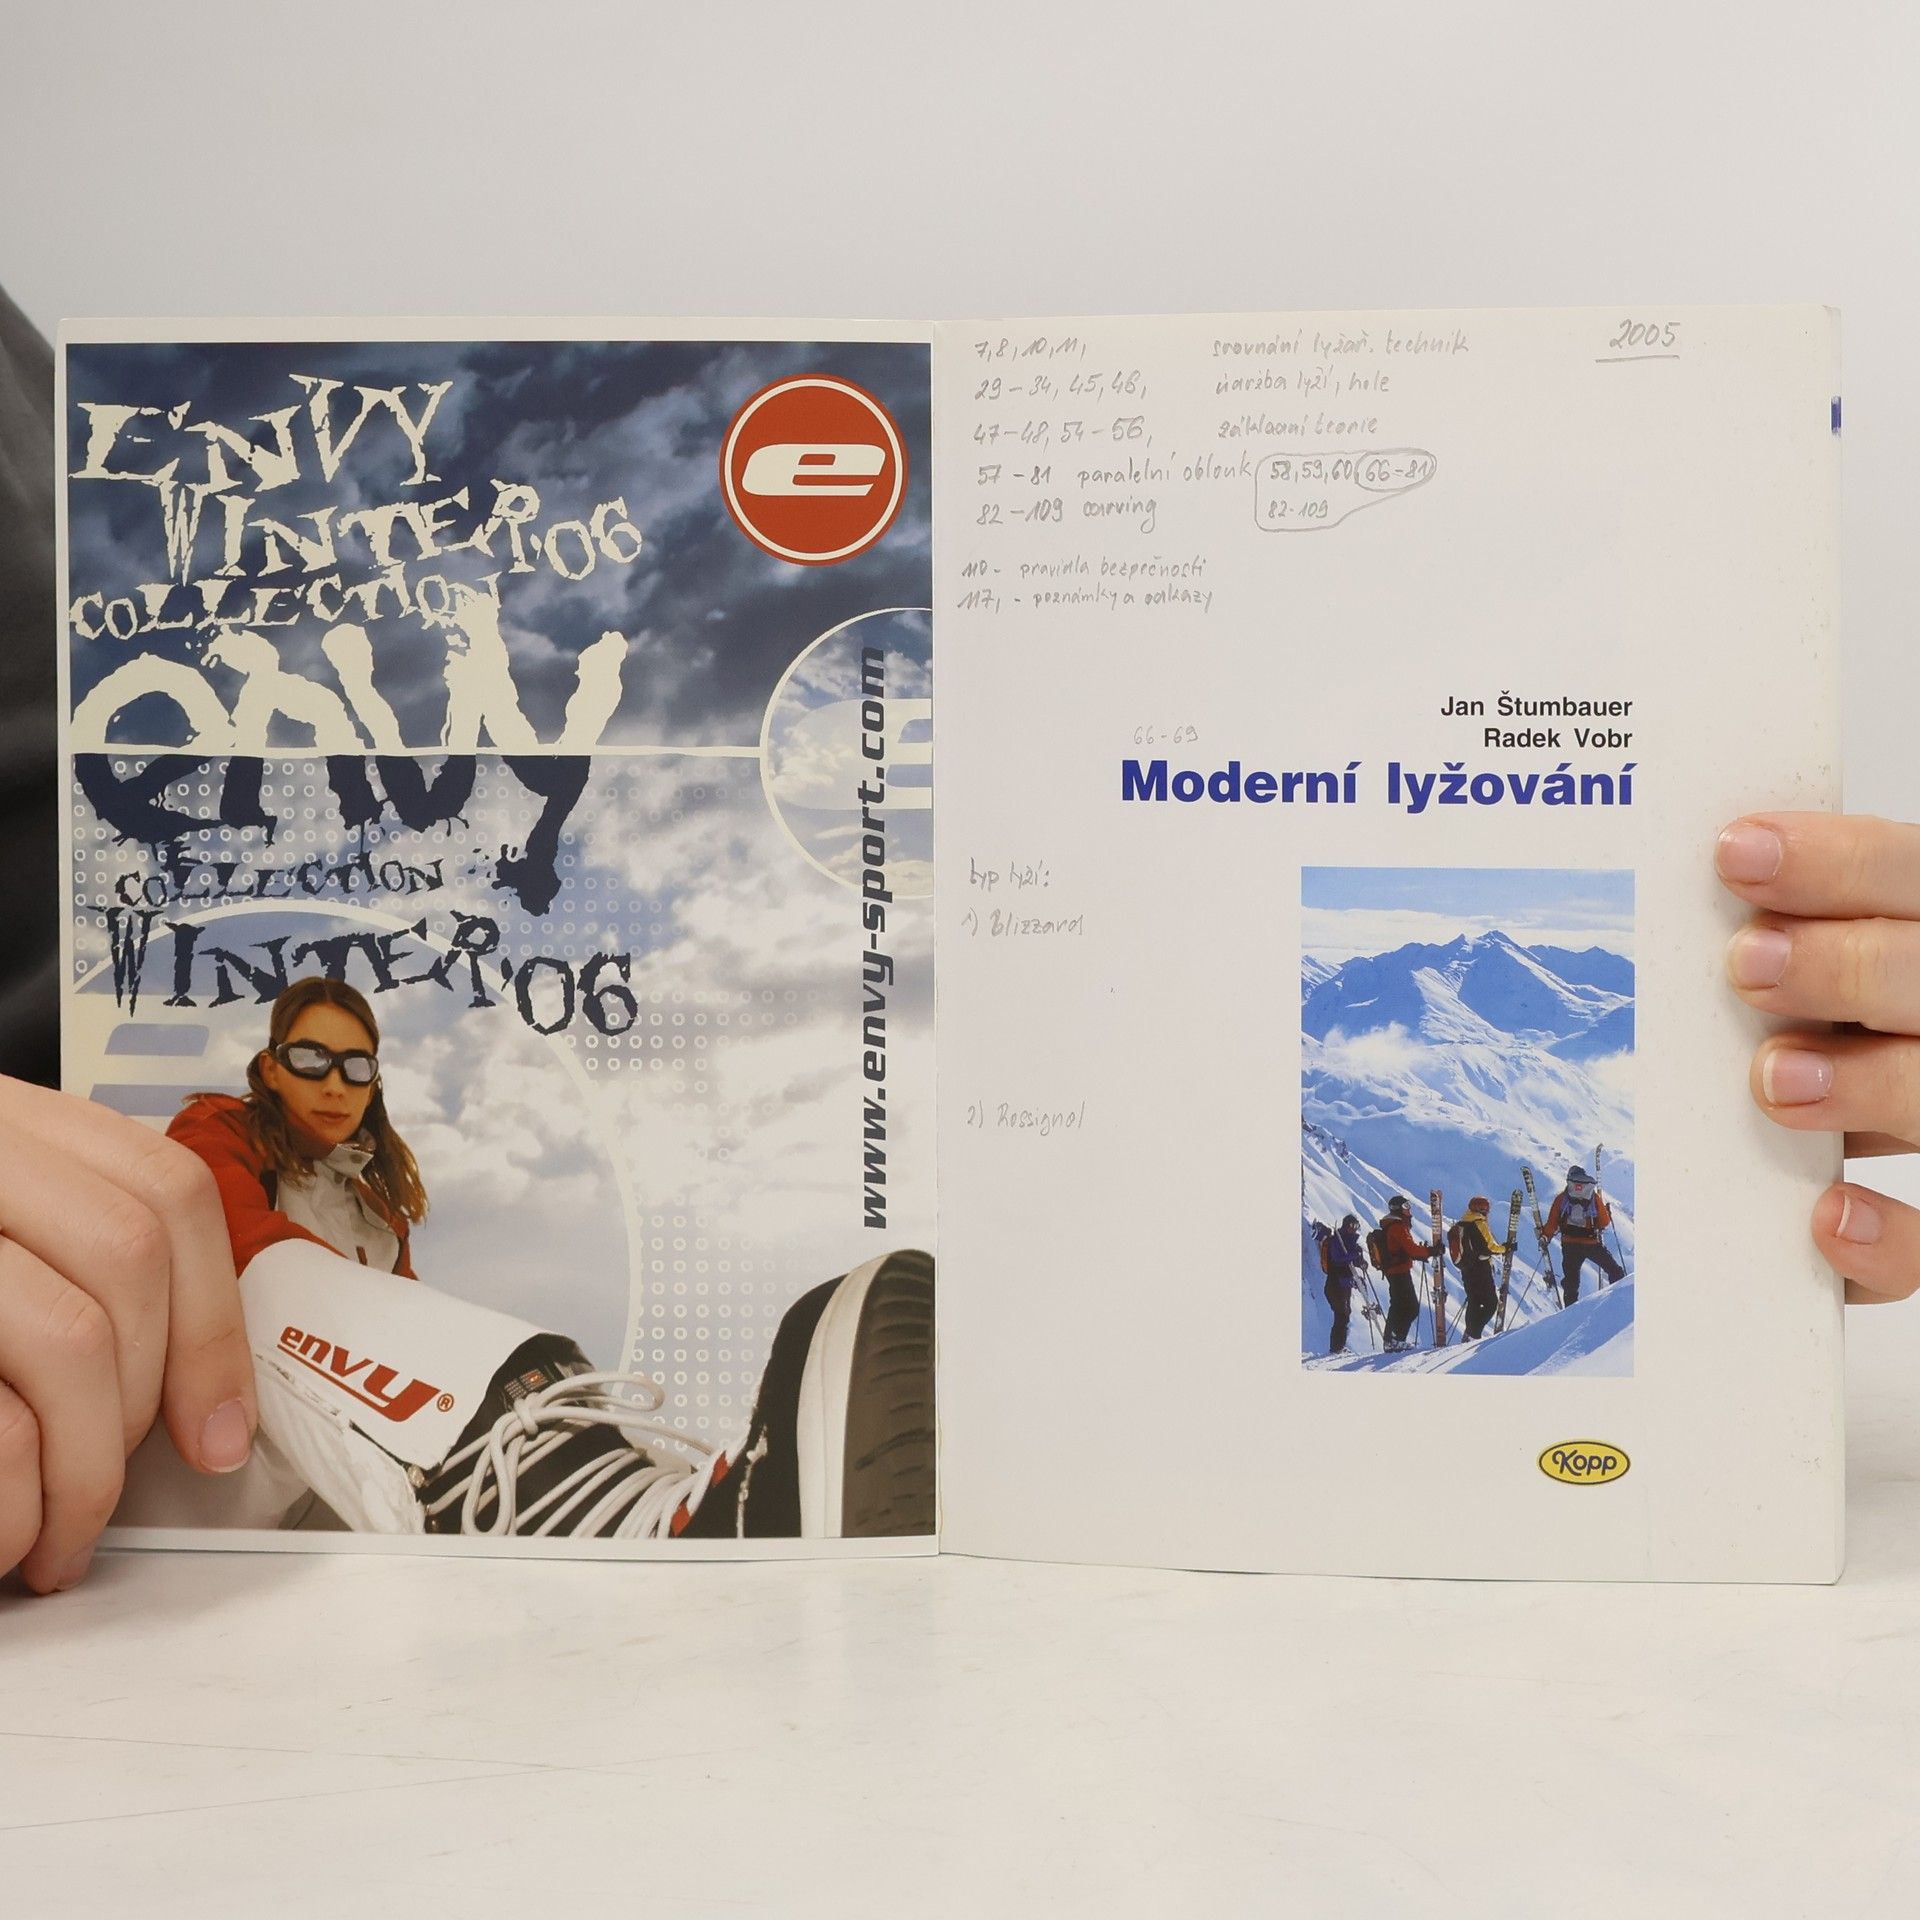 ENVY
WINTER'06
COLLECTION
envy
e
www.envy-sport.com
envy
COLLECTION
WINTER'06
envy®
2005
7, 8, 10, 11, srovnání lyžař. technik
29 – 34, 45, 46, údržba lyží, hole
47 – 48, 54 – 56, základní teorie
57 – 81 paralelní oblouk 58, 59, 60, 66 – 81
82 – 109 carving 82 - 109
110 - pravidla bezpečnosti
117, - poznámky a odkazy
Jan Štumbauer
66 - 69 Radek Vobr
Moderní lyžování
typ lyží:
1) Blizzard
2) Rossignol
Kopp